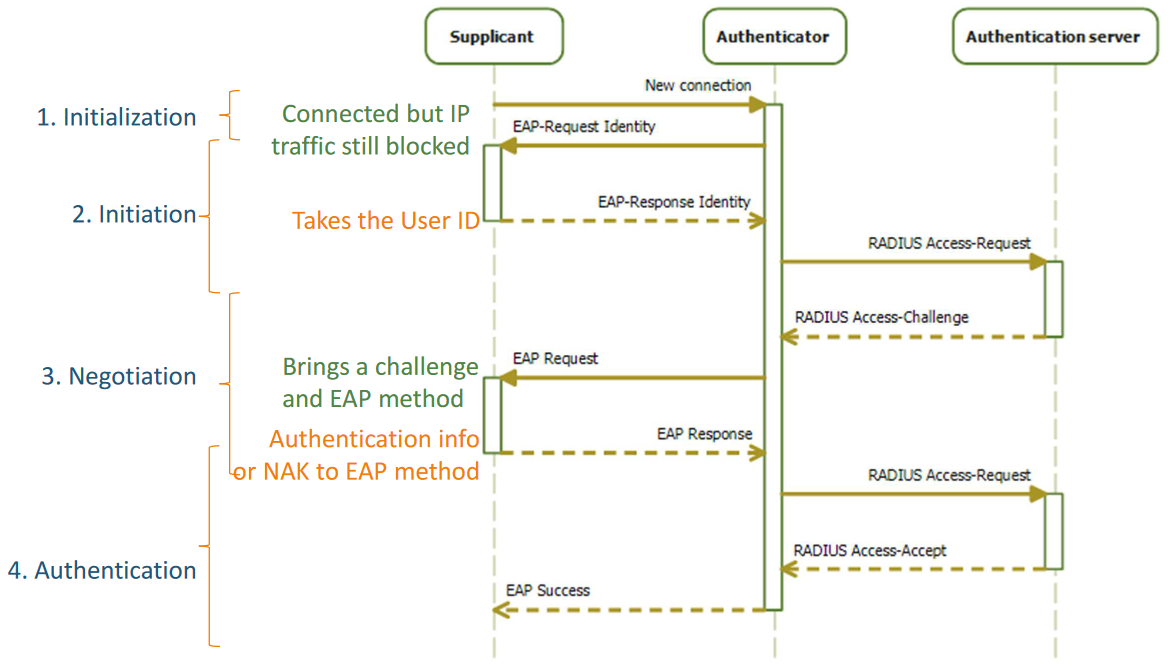 Supplicant
Authenticator
Authentication server
New connection
1. Initialization
Connected but IP
traffic still blocked
EAP-Request Identity
2. Initiation
Takes the User ID
EAP-Response Identity
RADIUS Access-Request
RADIUS Access-Challenge
3. Negotiation
Brings a challenge
and EAP method
EAP Request
Authentication info
or NAK to EAP method
EAP Response
RADIUS Access-Request
RADIUS Access-Accept
4. Authentication
EAP Success